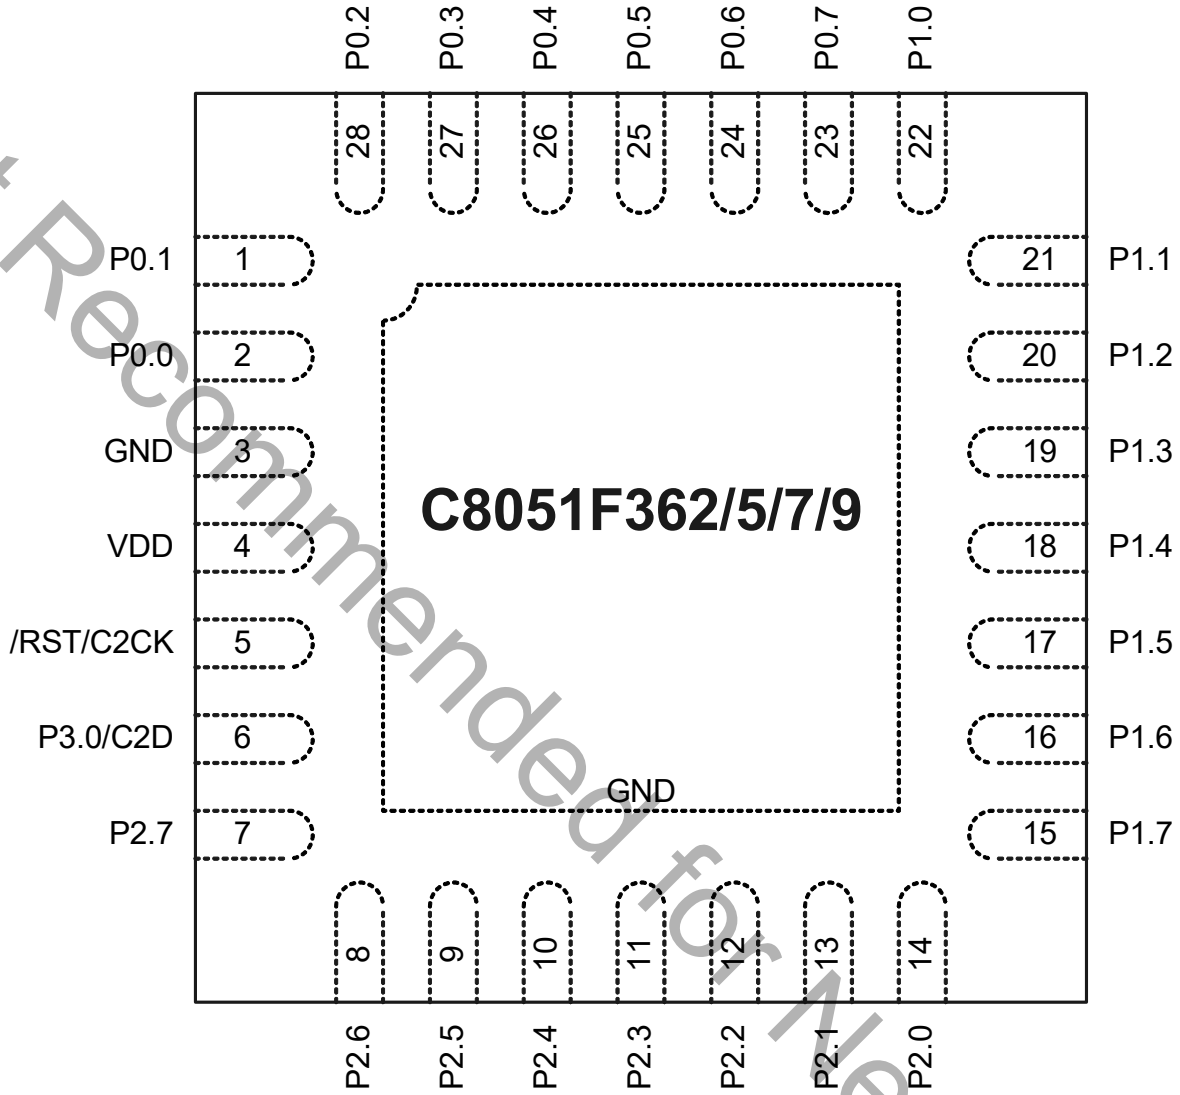 P0.2 P0.3 P0.4 P0.5 P0.6 P0.7 P1.0
28 27 26 25 24 23 22
P0.1 1 21 P1.1
P0.0 2 20 P1.2
GND 3 19 P1.3
C8051F362/5/7/9
VDD 4 18 P1.4
/RST/C2CK 5 17 P1.5
P3.0/C2D 6 16 P1.6
GND
P2.7 7 15 P1.7
8 9 10 11 12 13 14
P2.6 P2.5 P2.4 P2.3 P2.2 P2.1 P2.0
Recommended for